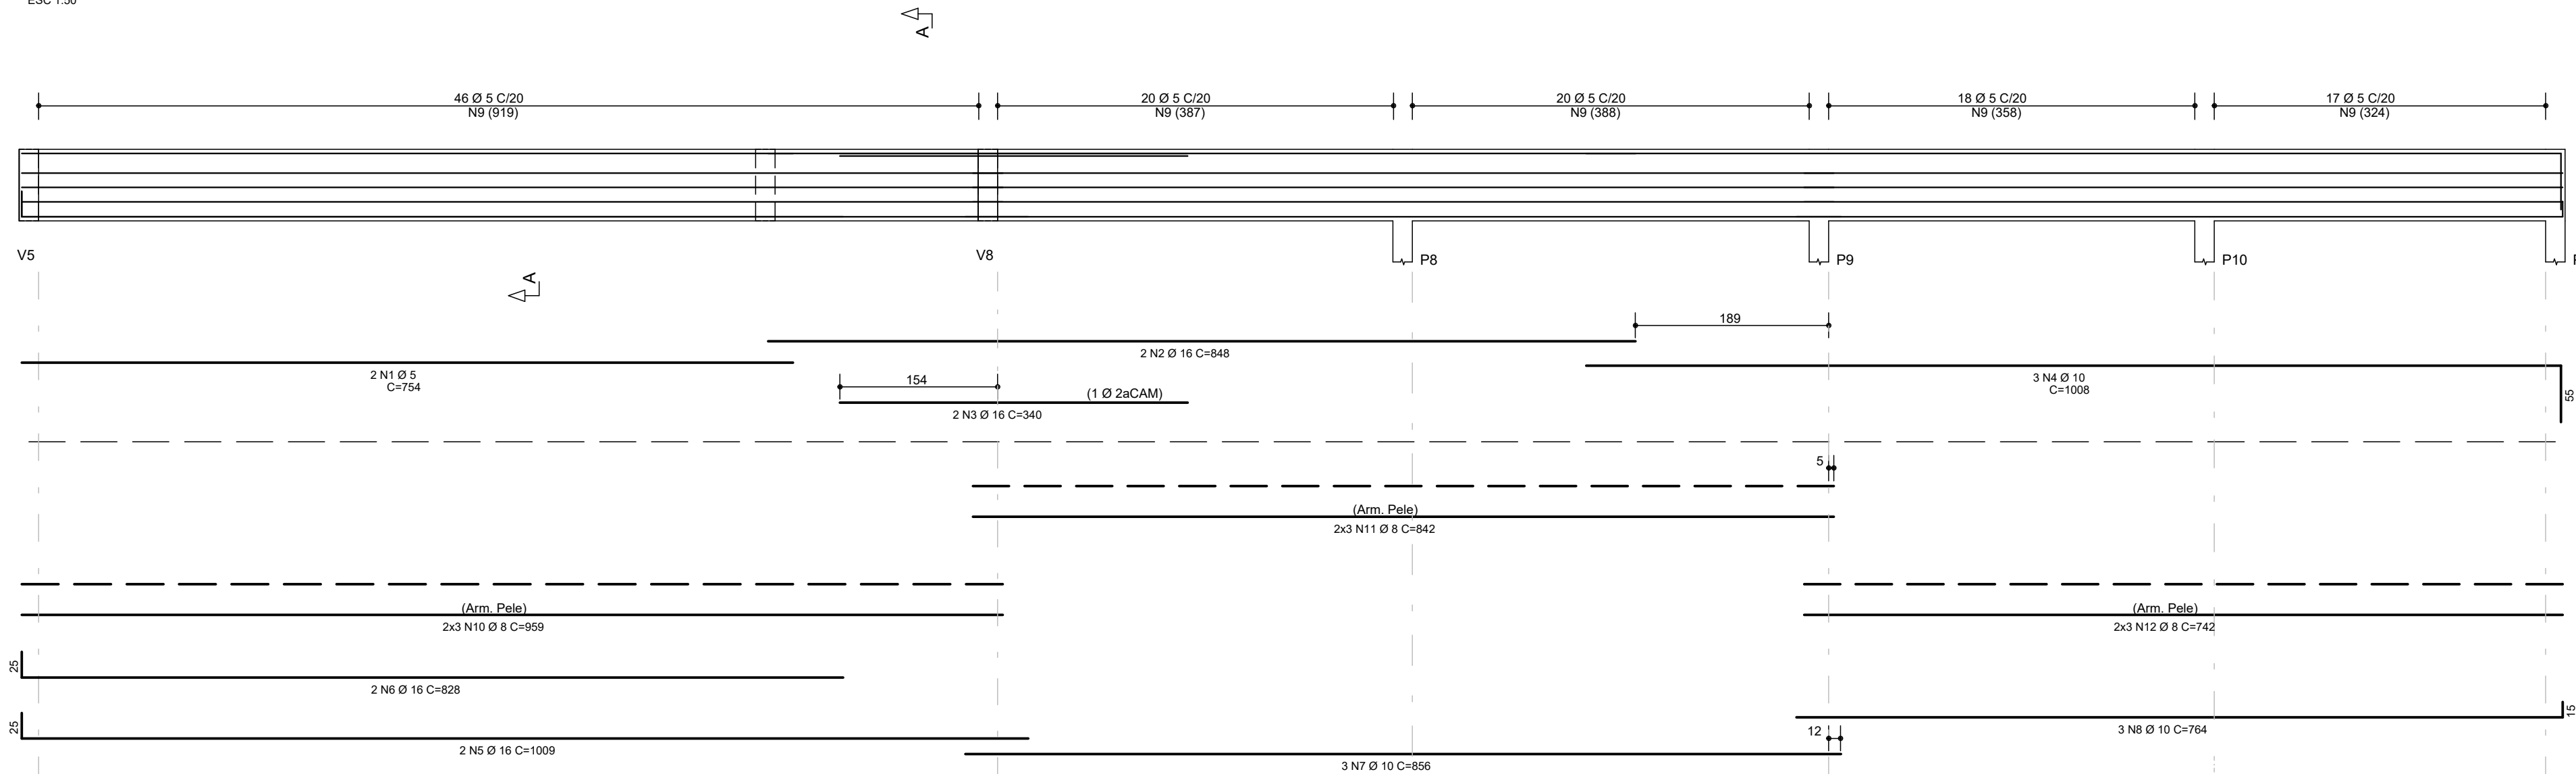 ESC 1:50
A
46 Ø 5 C/20
N9 (919)
20 Ø 5 C/20
N9 (387)
20 Ø 5 C/20
N9 (388)
18 Ø 5 C/20
N9 (358)
17 Ø 5 C/20
N9 (324)
V5
V8
P8
P9
P10
A
189
2 N2 Ø 16 C=848
2 N1 Ø 5
C=754
154
(1 Ø 2aCAM)
2 N3 Ø 16 C=340
3 N4 Ø 10
C=1008
55
5
(Arm. Pele)
2x3 N11 Ø 8 C=842
(Arm. Pele)
2x3 N10 Ø 8 C=959
(Arm. Pele)
2x3 N12 Ø 8 C=742
25
2 N6 Ø 16 C=828
25
2 N5 Ø 16 C=1009
12
3 N7 Ø 10 C=856
3 N8 Ø 10 C=764
15